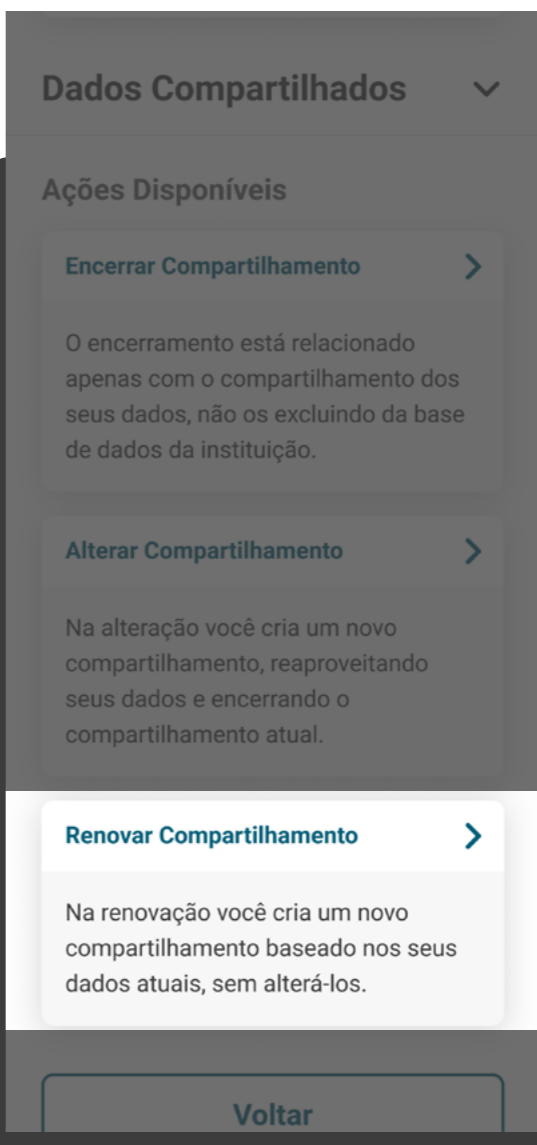 Dados Compartilhados
Ações Disponíveis
Encerrar Compartilhamento
O encerramento está relacionado
apenas com o compartilhamento dos
seus dados, não os excluindo da base
de dados da instituição.
Alterar Compartilhamento
Na alteração você cria um novo
compartilhamento, reaproveitando
seus dados e encerrando o
compartilhamento atual.
Renovar Compartilhamento
Na renovação você cria um novo
compartilhamento baseado nos seus
dados atuais, sem alterá-los.
Voltar